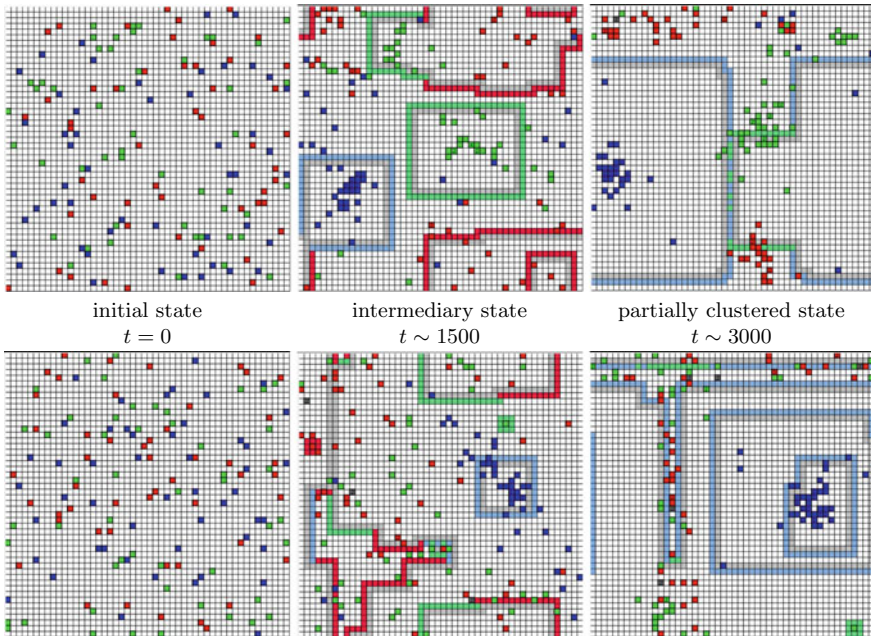 initial state
intermediary state
partially clustered state
t = 0
t ∼ 1500
t ∼ 3000